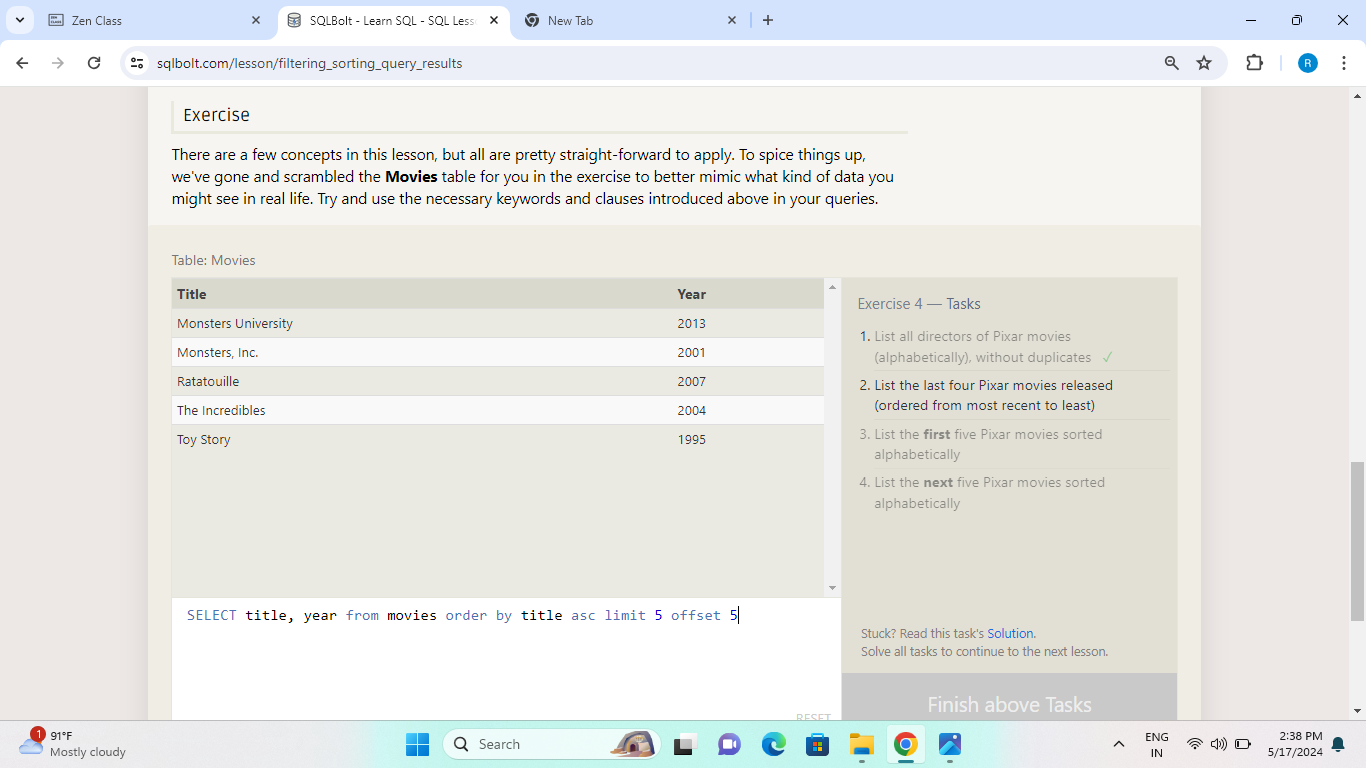 Zen Class
SQLBolt - Learn SQL - SQL Less
New Tab
sqlbolt.com/lesson/filtering_sorting_query_results
R
Exercise
There are a few concepts in this lesson, but all are pretty straight-forward to apply. To spice things up,
we've gone and scrambled the Movies table for you in the exercise to better mimic what kind of data you
might see in real life. Try and use the necessary keywords and clauses introduced above in your queries.
Table: Movies
Title Year
Monsters University 2013
Monsters, Inc. 2001
Ratatouille 2007
The Incredibles 2004
Toy Story 1995
SELECT title, year from movies order by title asc limit 5 offset 5
RESET
Exercise 4 — Tasks
1. List all directors of Pixar movies
(alphabetically), without duplicates ✓
2. List the last four Pixar movies released
(ordered from most recent to least)
3. List the first five Pixar movies sorted
alphabetically
4. List the next five Pixar movies sorted
alphabetically
Stuck? Read this task's Solution.
Solve all tasks to continue to the next lesson.
Finish above Tasks
1
91°F
Mostly cloudy
Search
ENG
IN
2:38 PM
5/17/2024